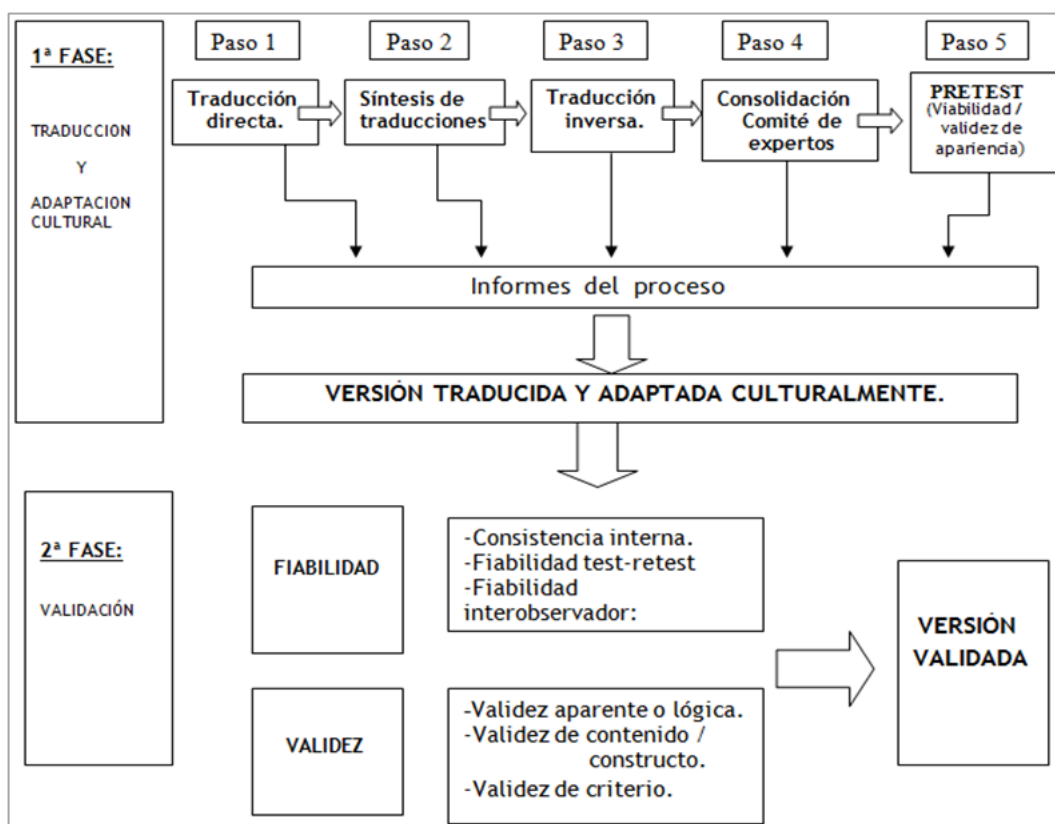 1ª FASE:
TRADUCCION
Y
ADAPTACION
CULTURAL
Paso 1
Paso 2
Paso 3
Paso 4
Paso 5
Traducción
directa.
Síntesis de
traducciones
Traducción
inversa.
Consolidación
Comité de
expertos
PRETEST
(Viabilidad /
validez de
apariencia)
Informes del proceso
VERSIÓN TRADUCIDA Y ADAPTADA CULTURALMENTE.
2ª FASE:
VALIDACIÓN
FIABILIDAD
-Consistencia interna.
-Fiabilidad test-retest
-Fiabilidad
interobservador:
VALIDEZ
-Validez aparente o lógica.
-Validez de contenido /
constructo.
-Validez de criterio.
VERSIÓN
VALIDADA